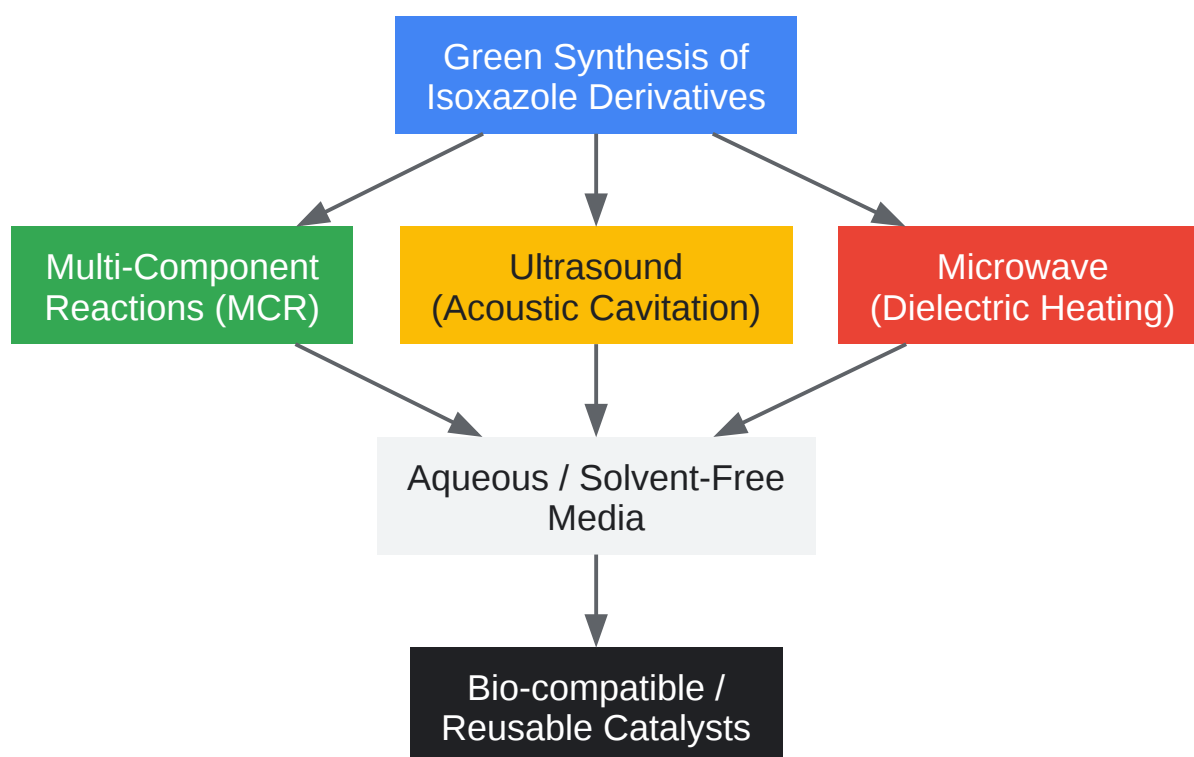 Green Synthesis of
Isoxazole Derivatives
Multi-Component
Reactions (MCR)
Ultrasound
(Acoustic Cavitation)
Microwave
(Dielectric Heating)
Aqueous / Solvent-Free
Media
Bio-compatible /
Reusable Catalysts